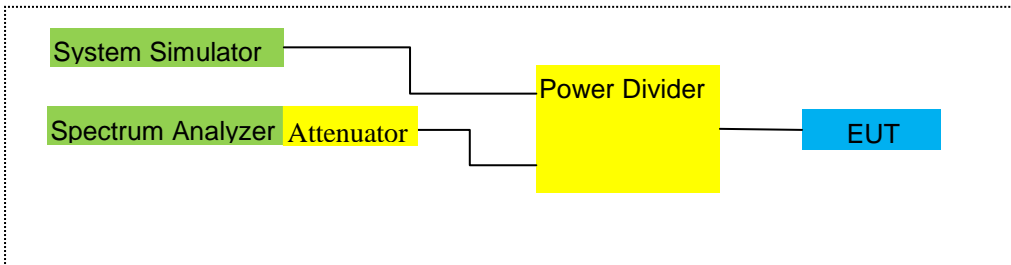 System Simulator
Power Divider
Spectrum Analyzer Attenuator
EUT